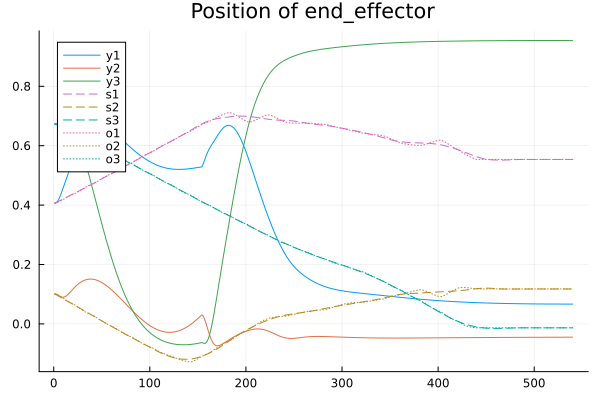 Position of end_effector
y1
y2
y3
s1
s2
s3
o1
o2
o3
0.8
0.6
0.4
0.2
0.0
0 100 200 300 400 500